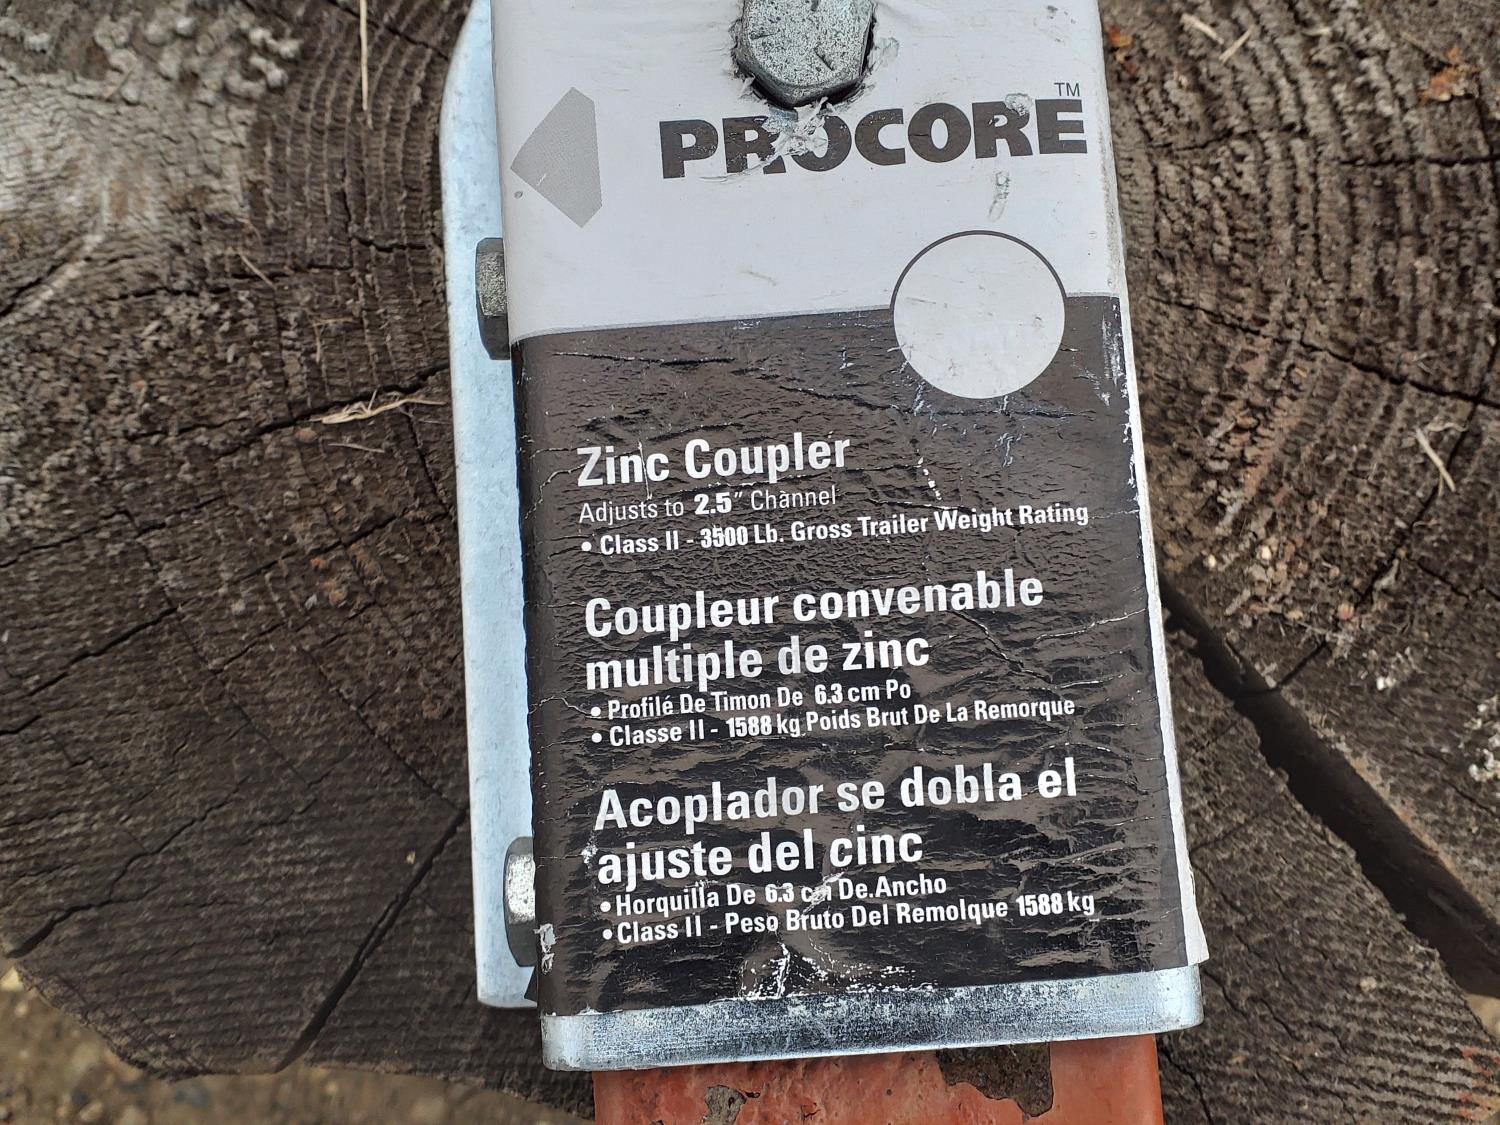 PROCORE™
Zinc Coupler
Adjusts to 2.5" Channel
• Class II - 3500 Lb. Gross Trailer Weight Rating
Coupleur convenable
multiple de zinc
• Profilé De Timon De 6.3 cm Po
• Classe II - 1588 kg Poids Brut De La Remorque
Acoplador se dobla el
ajuste del cinc
• Horquilla De 6.3 cm De.Ancho
• Class II - Peso Bruto Del Remolque 1588 kg